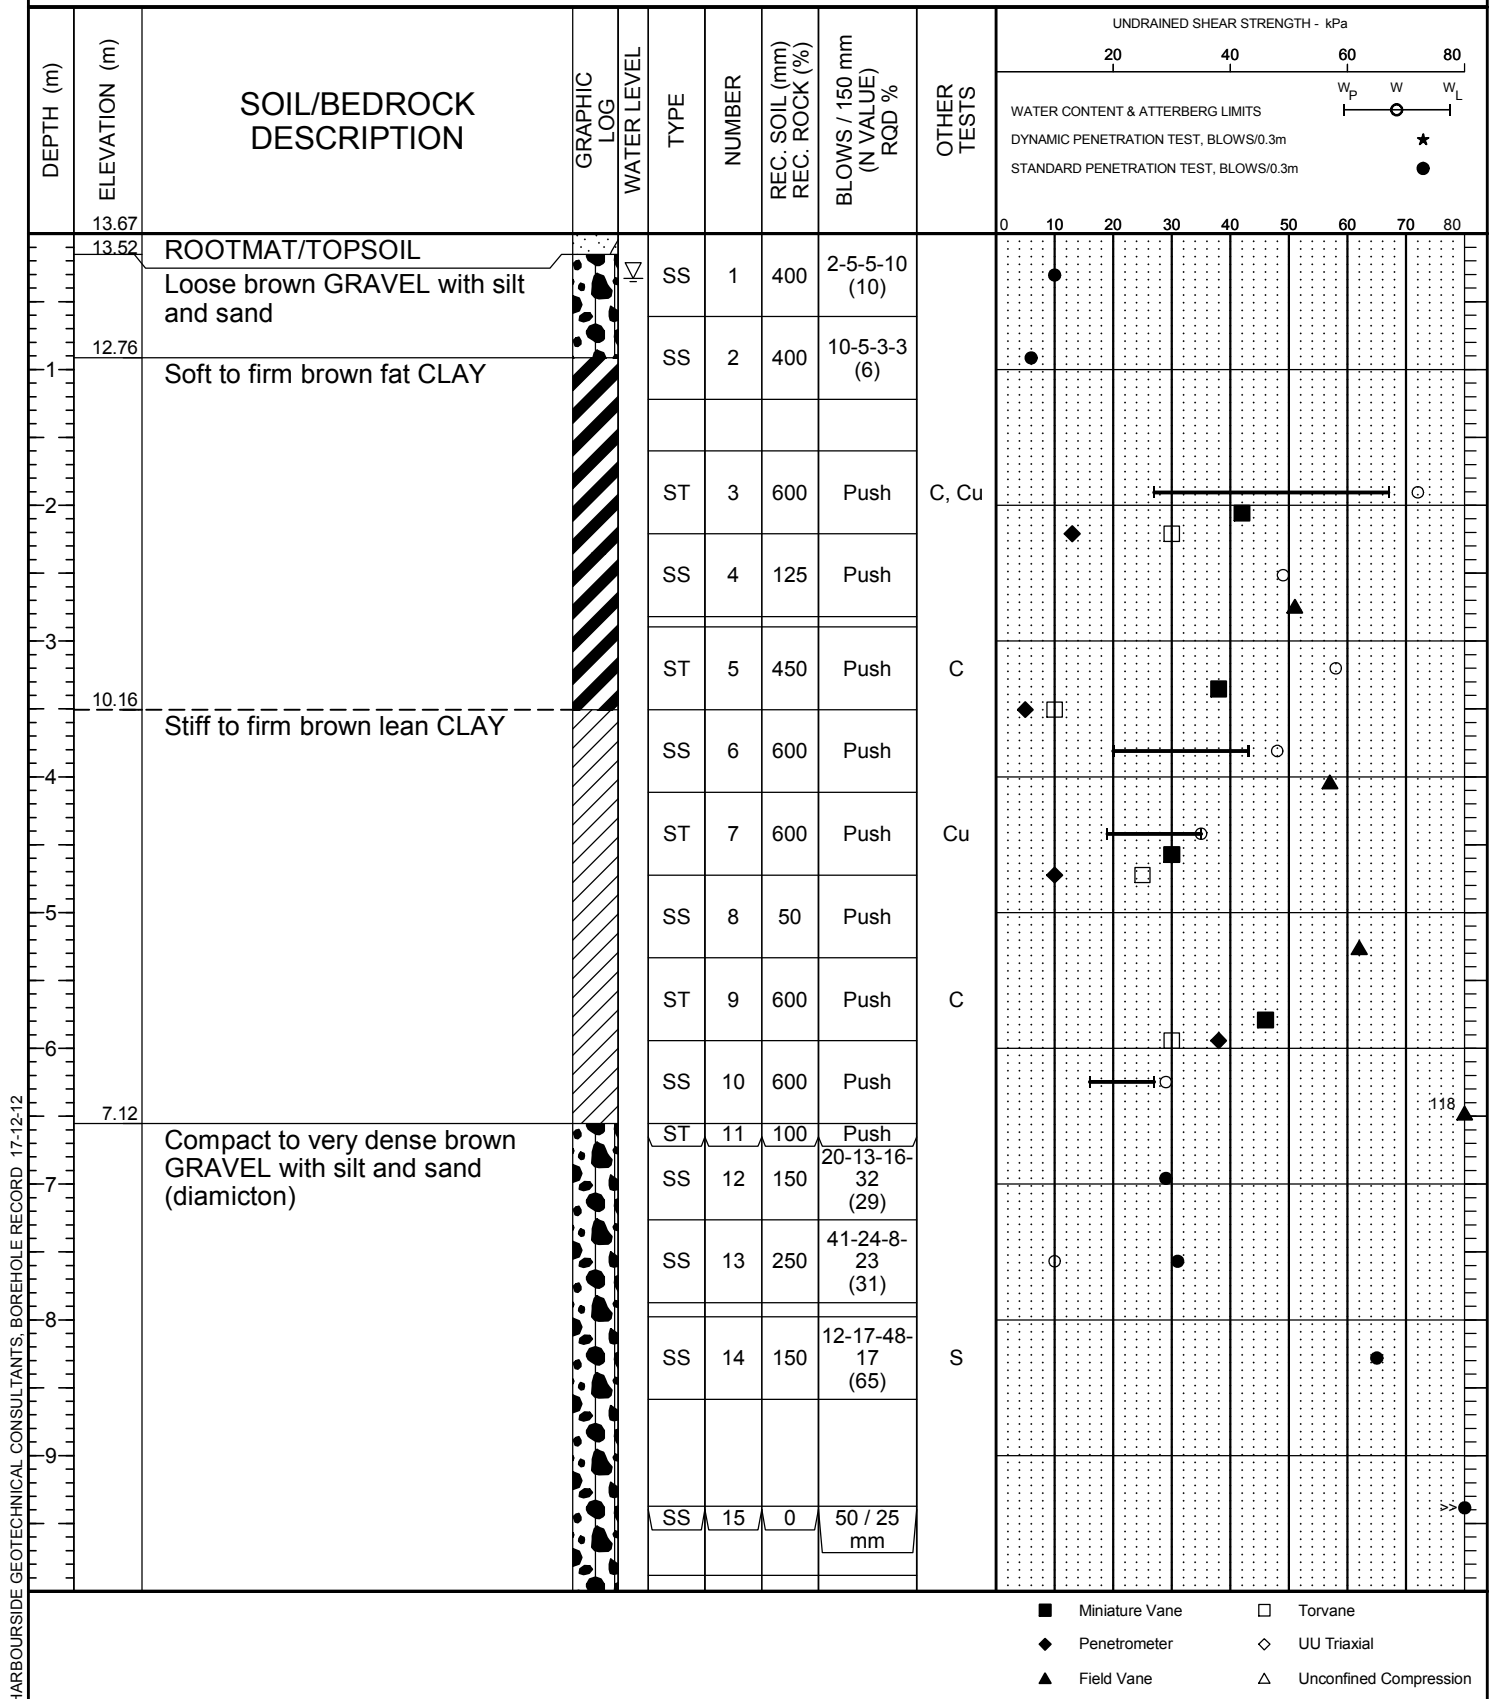 UNDRAINED SHEAR STRENGTH - kPa
20 40 60 80
DEPTH (m)
ELEVATION (m)
SOIL/BEDROCK
DESCRIPTION
GRAPHIC
LOG
WATER LEVEL
TYPE
NUMBER
REC. SOIL (mm)
REC. ROCK (%)
BLOWS / 150 mm
(N VALUE)
RQD %
OTHER
TESTS
WP W WL
WATER CONTENT & ATTERBERG LIMITS
DYNAMIC PENETRATION TEST, BLOWS/0.3m
STANDARD PENETRATION TEST, BLOWS/0.3m
13.67
0 10 20 30 40 50 60 70 80
13.52 ROOTMAT/TOPSOIL
Loose brown GRAVEL with silt
and sand
SS 1 400 2-5-5-10
(10)
12.76
SS 2 400 10-5-3-3
(6)
1
Soft to firm brown fat CLAY
ST 3 600 Push C, Cu
2
SS 4 125 Push
3
ST 5 450 Push C
10.16
Stiff to firm brown lean CLAY
SS 6 600 Push
4
ST 7 600 Push Cu
5
SS 8 50 Push
ST 9 600 Push C
6
SS 10 600 Push
118
7.12
Compact to very dense brown
GRAVEL with silt and sand
(diamicton)
ST 11 100 Push
SS 12 150 20-13-16-
32
(29)
7
SS 13 250 41-24-8-
23
(31)
8
SS 14 150 12-17-48-
17
(65)
S
9
SS 15 0 50 / 25
mm
>>
HARBOURSIDE GEOTECHNICAL CONSULTANTS, BOREHOLE RECORD 17-12-12
Miniature Vane Torvane
Penetrometer UU Triaxial
Field Vane Unconfined Compression